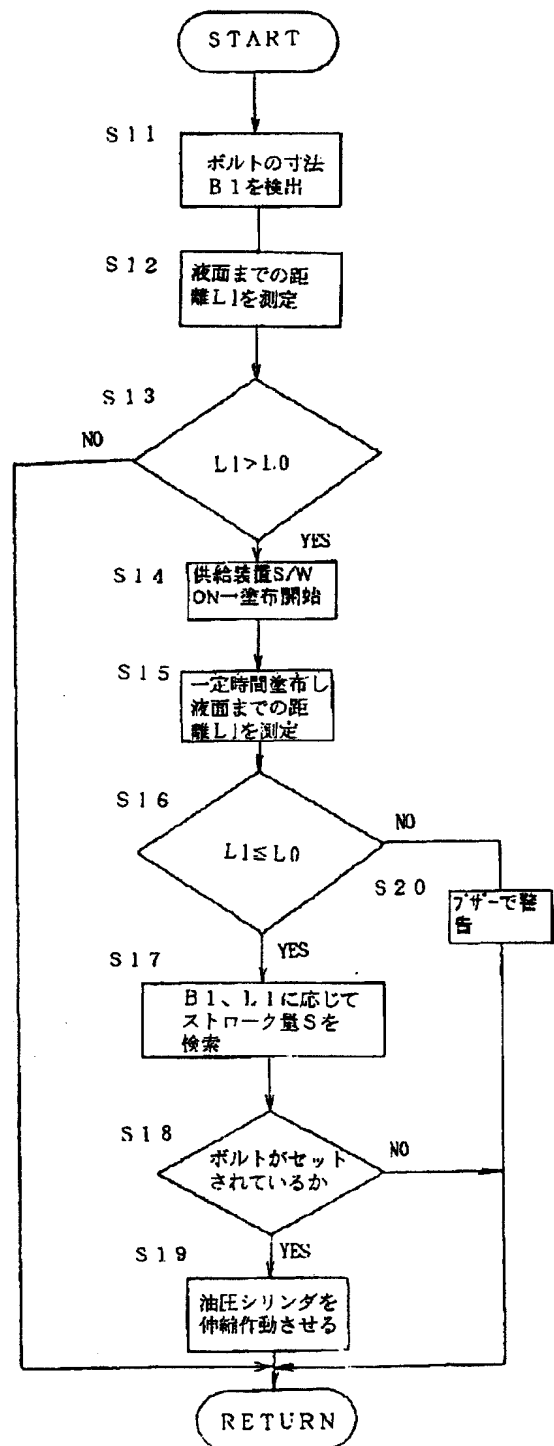 START
S11
ボルトの寸法
B1を検出
S12
液面までの距
離L1を測定
S13
NO
L1>L0
YES
S14
供給装置S/W
ON→塗布開始
S15
一定時間塗布し
液面までの距
離L1を測定
S16
NO
L1≦L0
S20
ブザーで警
告
YES
S17
B1、L1に応じて
ストローク量Sを
検索
S18
NO
ボルトがセット
されているか
YES
S19
油圧シリンダを
伸縮作動させる
RETURN